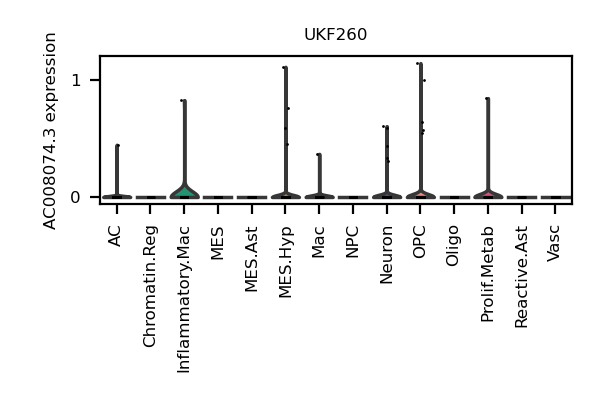 UKF260
AC008074.3 expression
1
0
AC
Chromatin.Reg
Inflammatory.Mac
MES
MES.Ast
MES.Hyp
Mac
NPC
Neuron
OPC
Oligo
Prolif.Metab
Reactive.Ast
Vasc